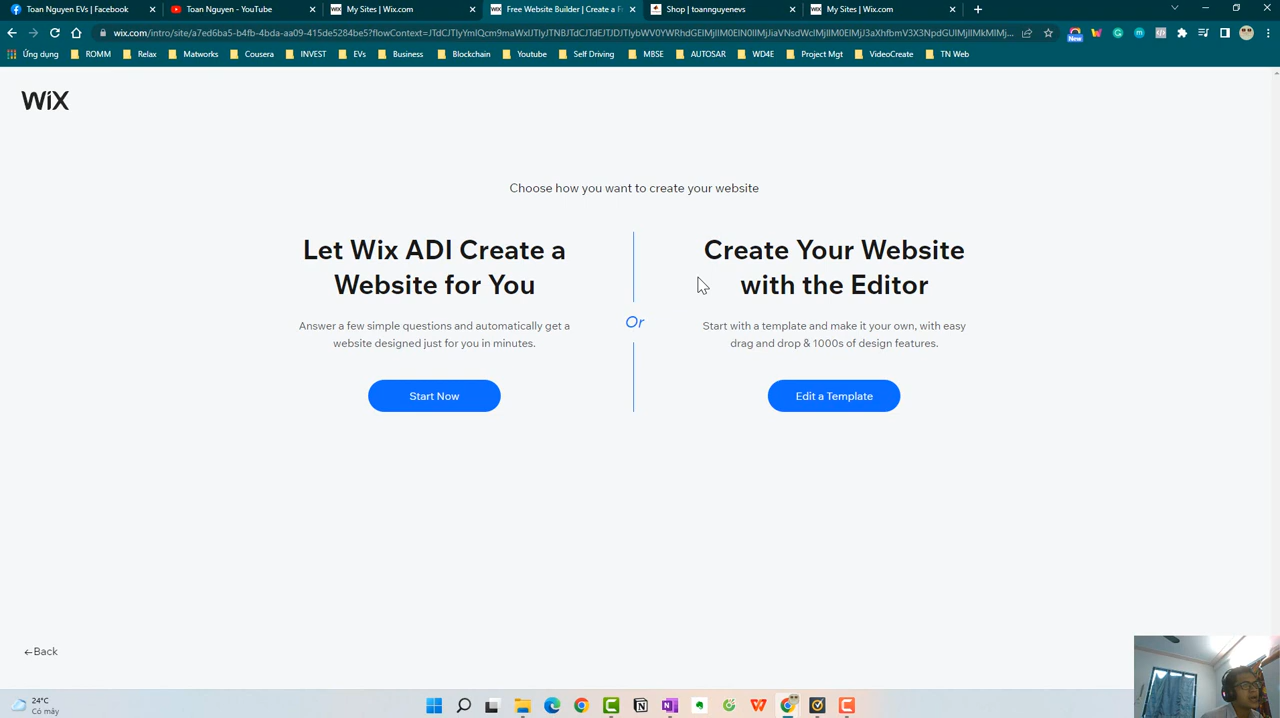 Toan Nguyen EVs | Facebook
Toan Nguyen - YouTube
My Sites | Wix.com
Free Website Builder | Create a F
Shop | toannguyenvs
My Sites | Wix.com
Ứng dụng
ROMM
Relax
Matworks
Cousera
INVEST
EVs
Business
Blockchain
Youtube
Self Driving
MBSE
AUTOSAR
WD4E
Project Mgt
VideoCreate
TN Web
WiX
Choose how you want to create your website
Let Wix ADI Create a
Website for You
Answer a few simple questions and automatically get a
website designed just for you in minutes.
Start Now
Or
Create Your Website
with the Editor
Start with a template and make it your own, with easy
drag and drop & 1000s of design features.
Edit a Template
←Back
24°C
Có mây